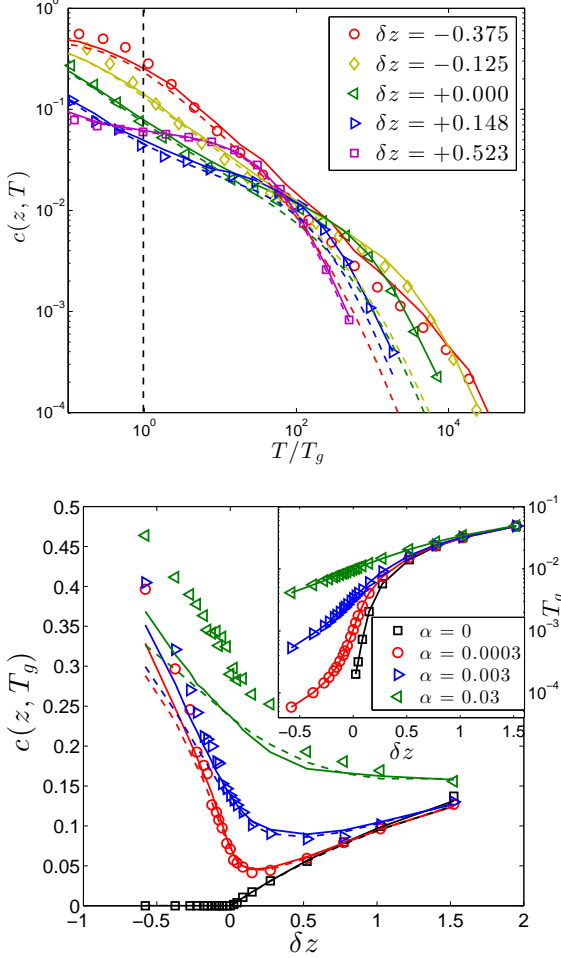 10^0
10^{-1}
10^{-2}
10^{-3}
10^{-4}
c(z, T)
δz = −0.375
δz = −0.125
δz = +0.000
δz = +0.148
δz = +0.523
10^0 10^2 10^4
T/T_g
0.5
0.45
0.4
0.35
0.3
0.25
0.2
0.15
0.1
0.05
0
c(z, T_g)
−1 −0.5 0 0.5 1 1.5 2
δz
10^{-1}
10^{-2}
10^{-3}
10^{-4}
T_g
α = 0
α = 0.0003
α = 0.003
α = 0.03
−0.5 0 0.5 1 1.5
δz